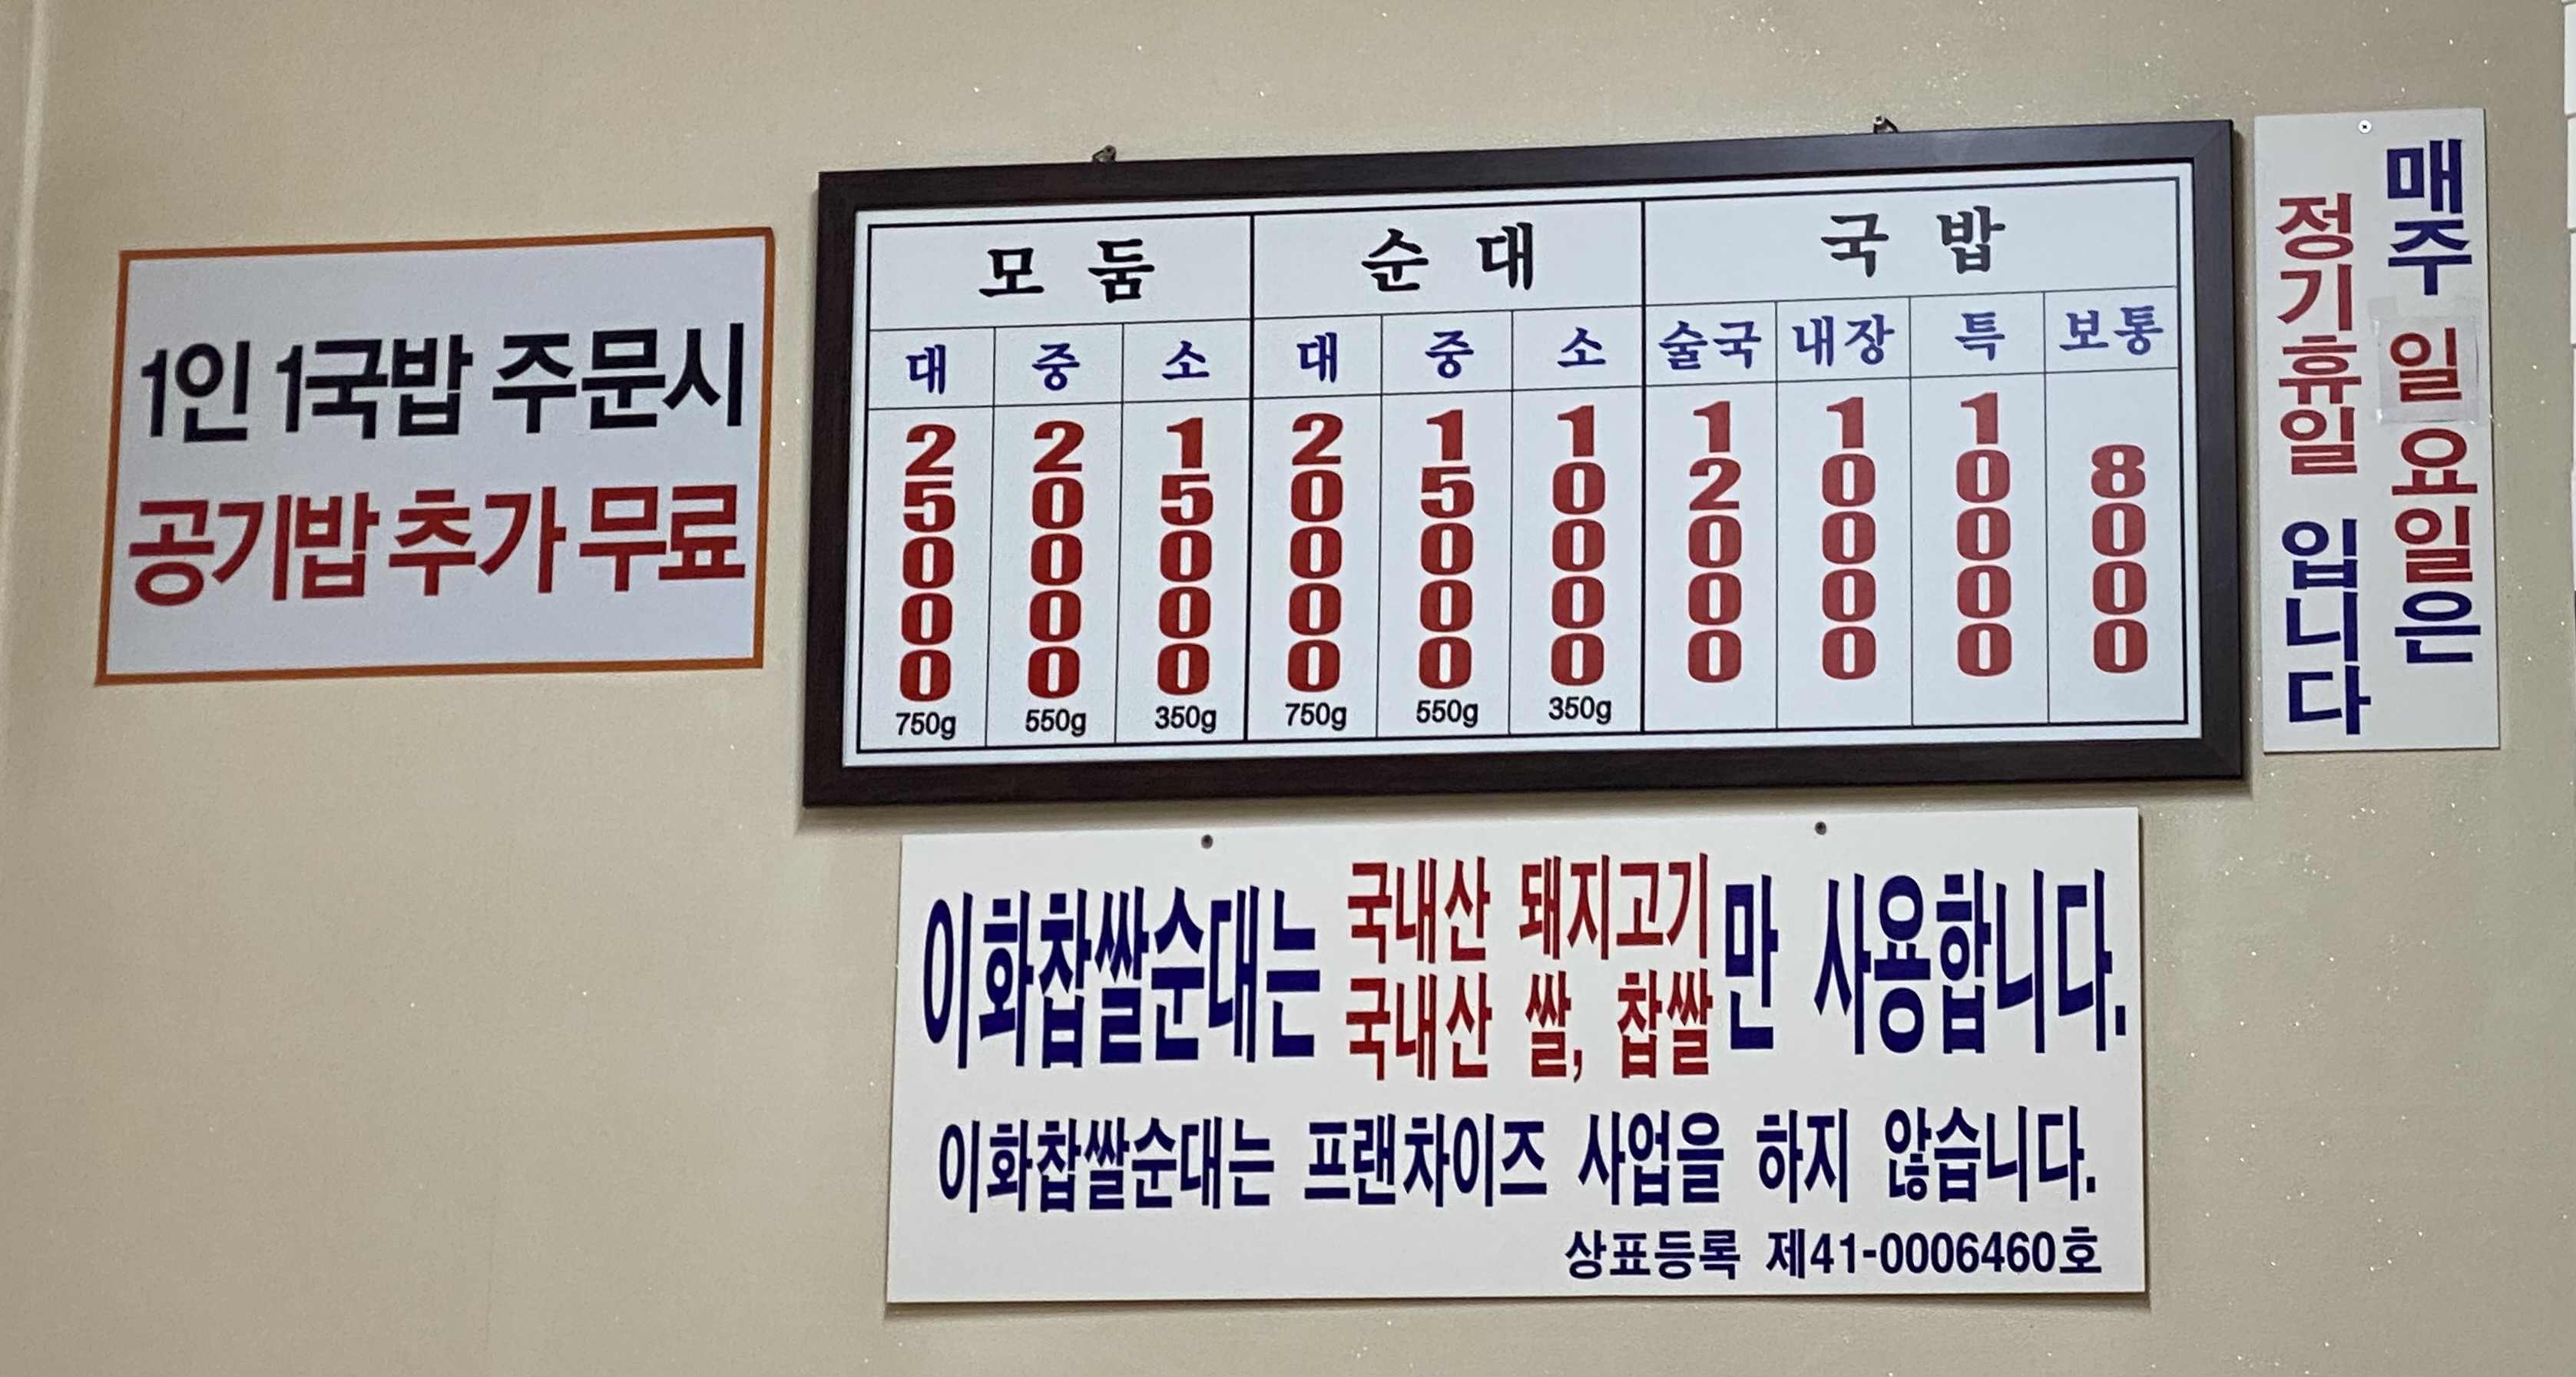 1인 1국밥 주문시
공기밥 추가 무료
모둠 순대 국밥
대 중 소 대 중 소 술국 내장 특 보통
25000 20000 15000 20000 15000 10000 12000 10000 10000 8000
750g 550g 350g 750g 550g 350g
매주 일요일은
정기휴일 입니다
이화찹쌀순대는 국내산 돼지고기 국내산 쌀, 찹쌀만 사용합니다.
이화찹쌀순대는 프랜차이즈 사업을 하지 않습니다.
상표등록 제41-0006460호